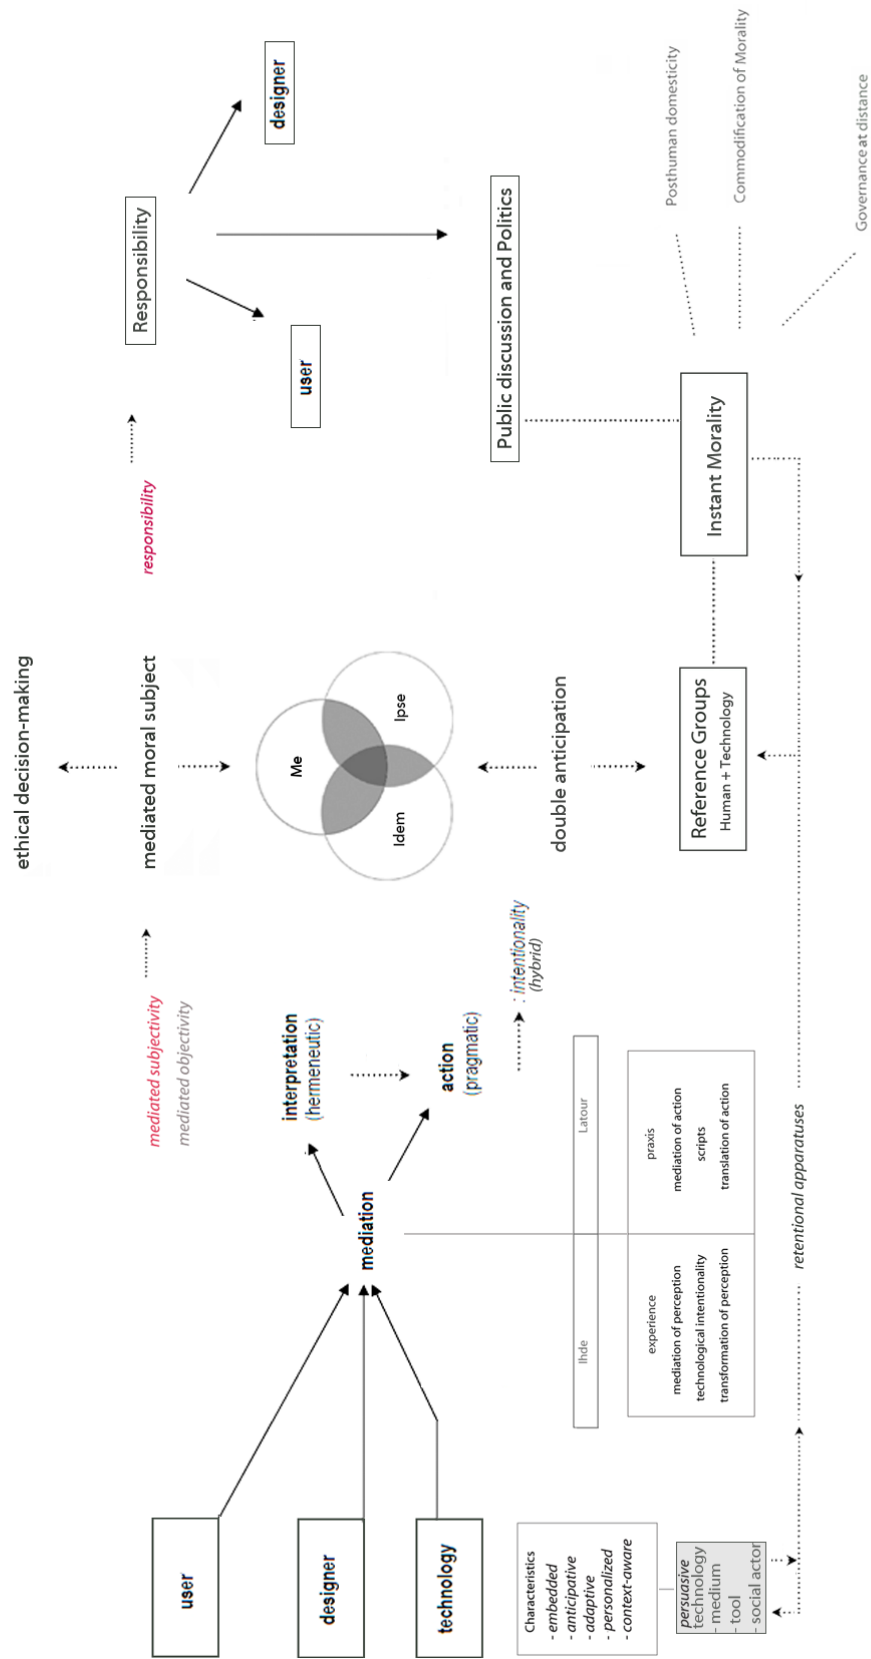 user
designer
technology
Characteristics
- embedded
- anticipative
- adaptive
- personalized
- context-aware
persuasive
technology
- medium
- tool
- social actor
mediation
interpretation
(hermeneutic)
action
(pragmatic)
: intentionality
(hybrid)
Ihde
Latour
experience
mediation of perception
technological intentionality
transformation of perception
praxis
mediation of action
scripts
translation of action
retentional apparatuses
mediated subjectivity
mediated objectivity
ethical decision-making
mediated moral subject
Me
Idem
Ipse
double anticipation
Reference Groups
Human + Technology
responsibility
Responsibility
user
designer
Public discussion and Politics
Instant Morality
Posthuman domesticity
Commodification of Morality
Governance at distance